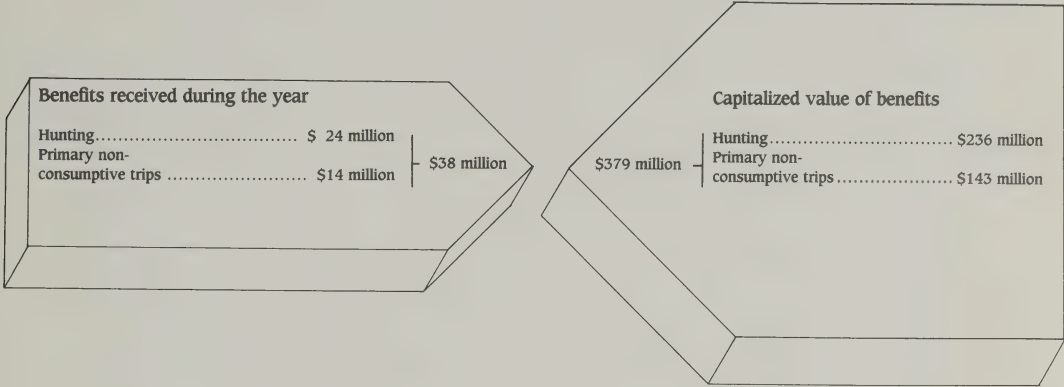 Benefits received during the year
Hunting.............................. $ 24 million
Primary non-
consumptive trips ..................... $14 million
$38 million
Capitalized value of benefits
$379 million
Hunting........................... $236 million
Primary non-
consumptive trips .................... $143 million